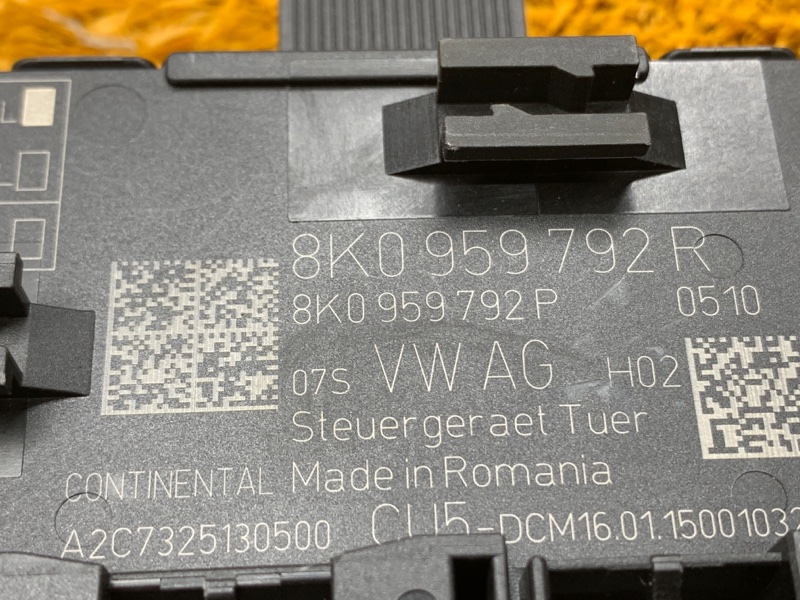 8K0 959 792 R
8K0 959 792 P 0510
07S VW AG H02
Steuergeraet Tuer
CONTINENTAL Made in Romania
A2C7325130500 CU5-DCM16.01.15001032